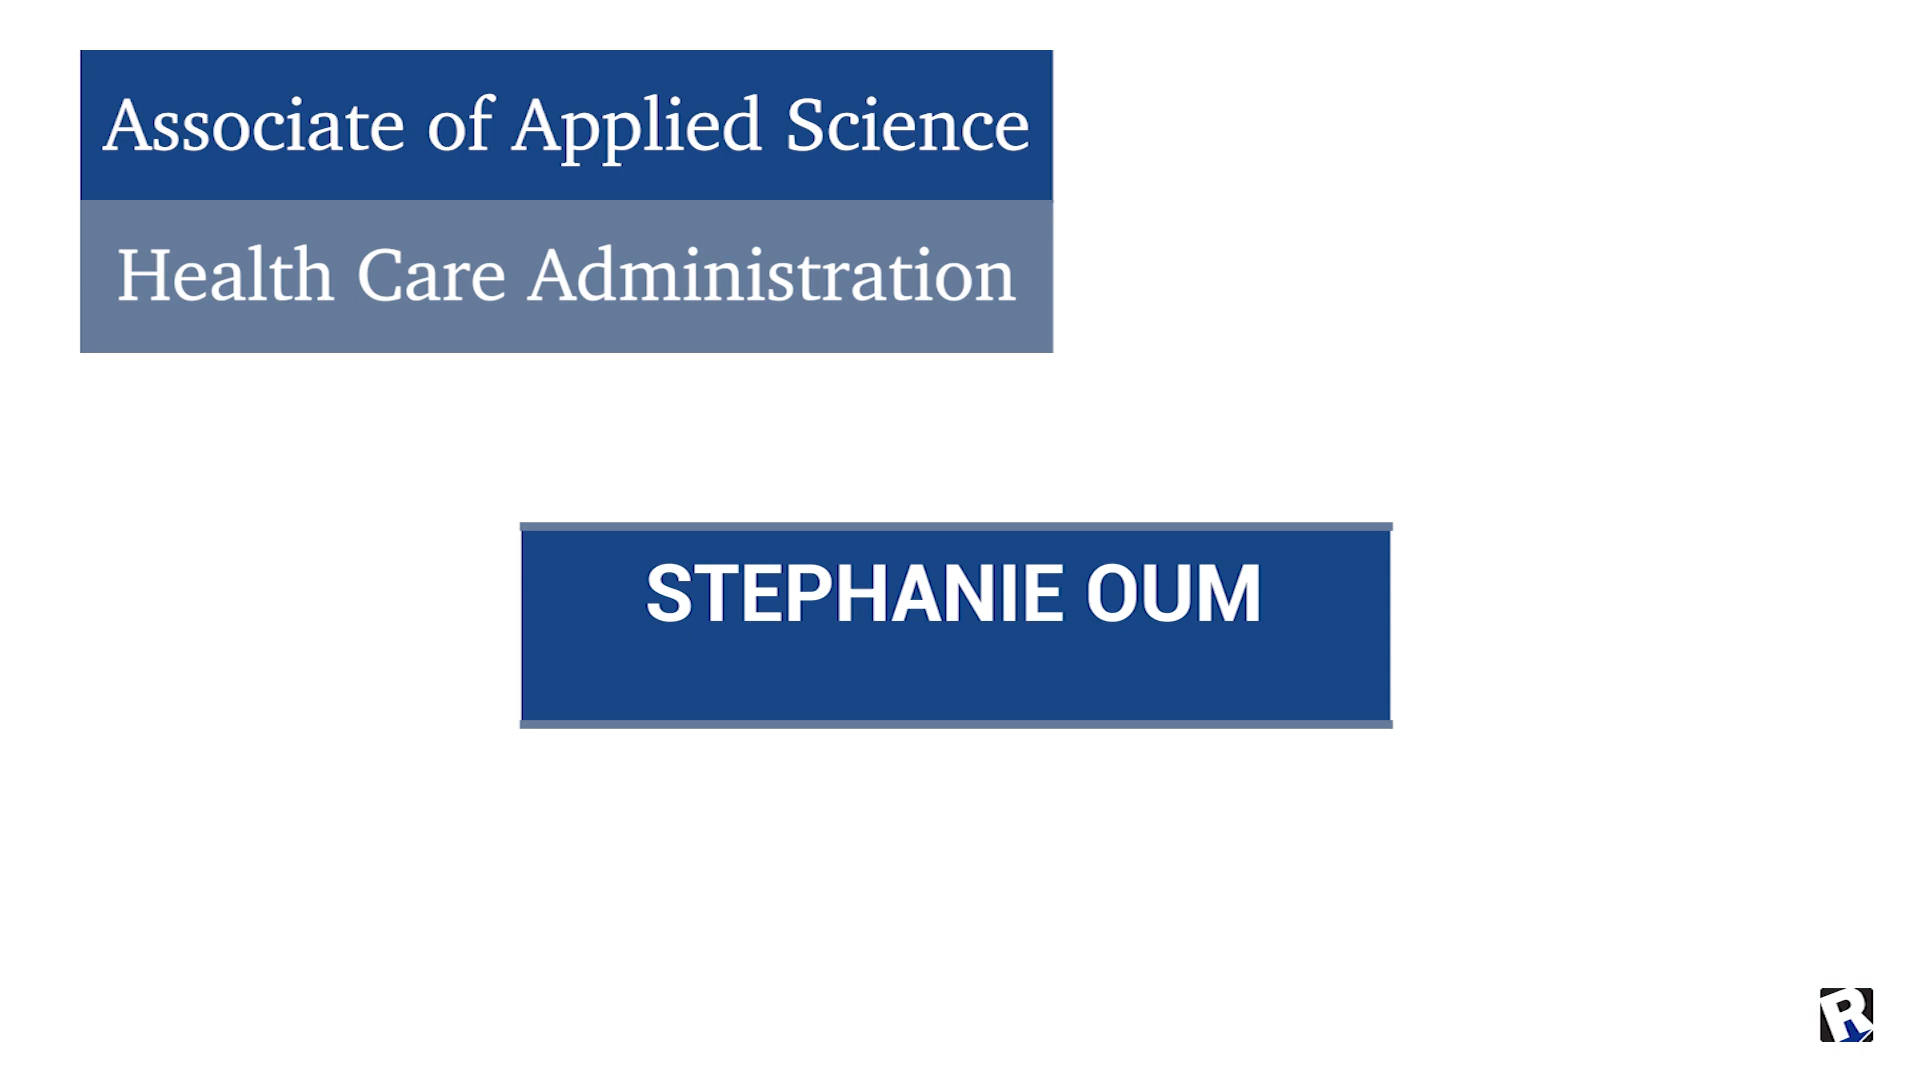 Associate of Applied Science
Health Care Administration
STEPHANIE OUM
R